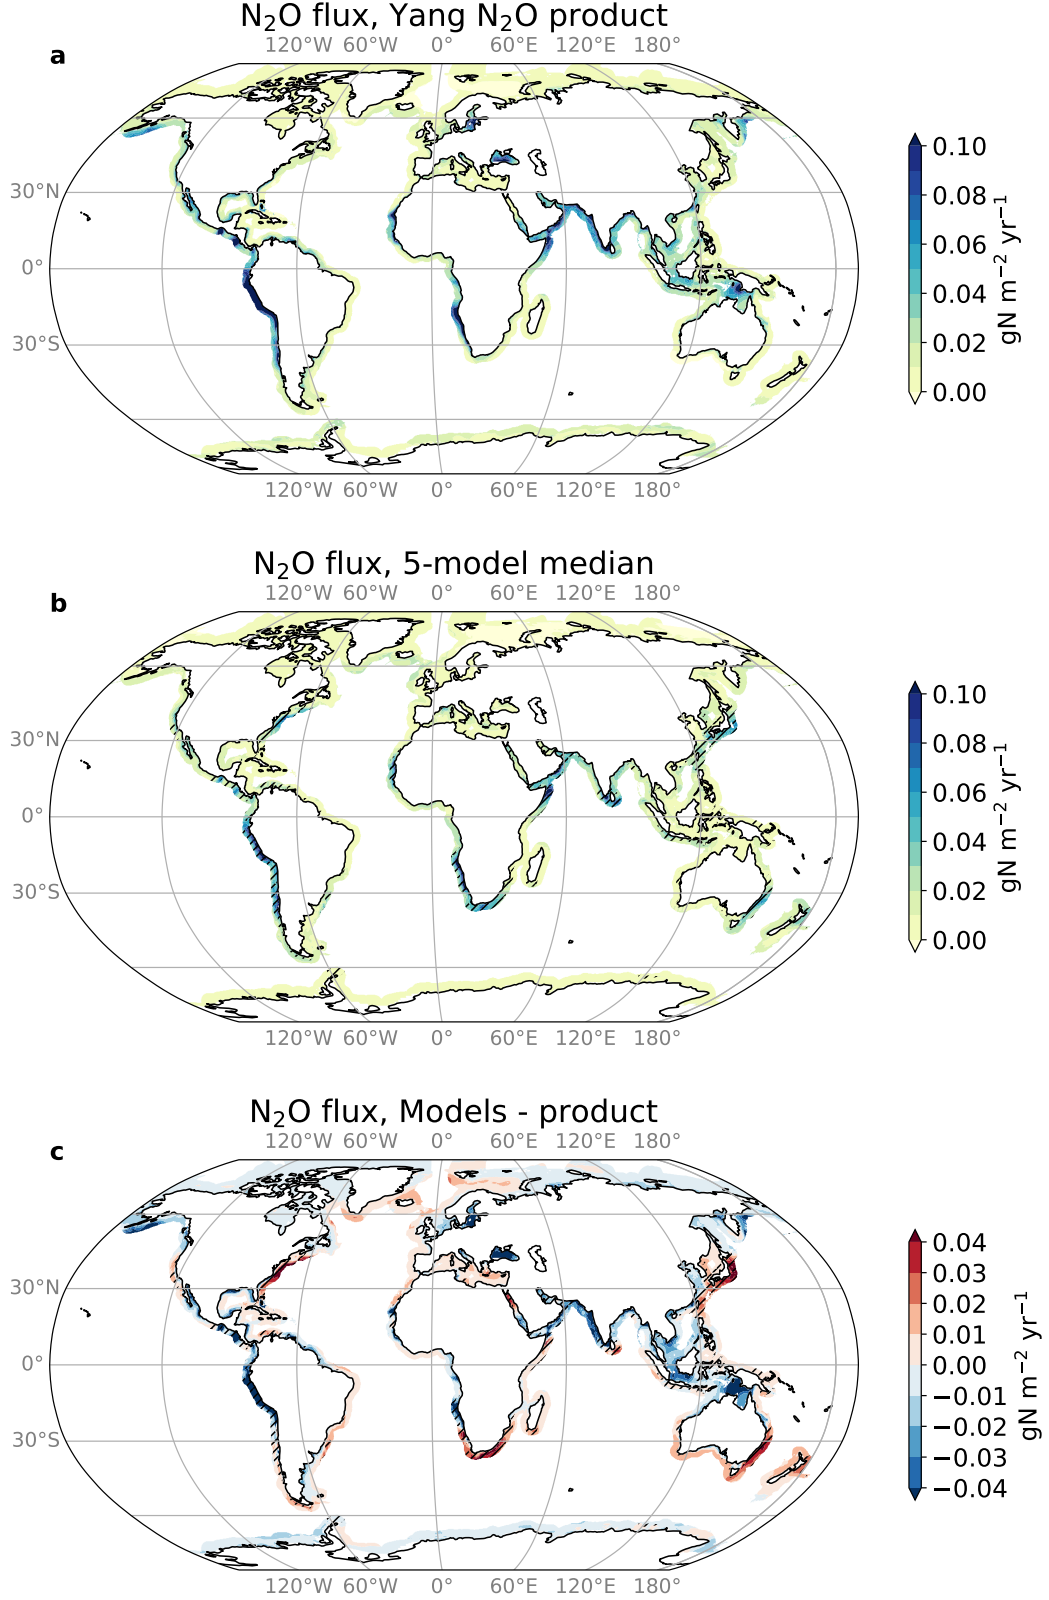 N₂O flux, Yang N₂O product
a
120°W 60°W 0° 60°E 120°E 180°
30°N
0°
30°S
120°W 60°W 0° 60°E 120°E 180°
0.10
0.08
0.06
0.04
0.02
0.00
gN m⁻² yr⁻¹
N₂O flux, 5-model median
b
120°W 60°W 0° 60°E 120°E 180°
30°N
0°
30°S
120°W 60°W 0° 60°E 120°E 180°
0.10
0.08
0.06
0.04
0.02
0.00
gN m⁻² yr⁻¹
N₂O flux, Models - product
c
120°W 60°W 0° 60°E 120°E 180°
30°N
0°
30°S
120°W 60°W 0° 60°E 120°E 180°
0.04
0.03
0.02
0.01
0.00
−0.01
−0.02
−0.03
−0.04
gN m⁻² yr⁻¹